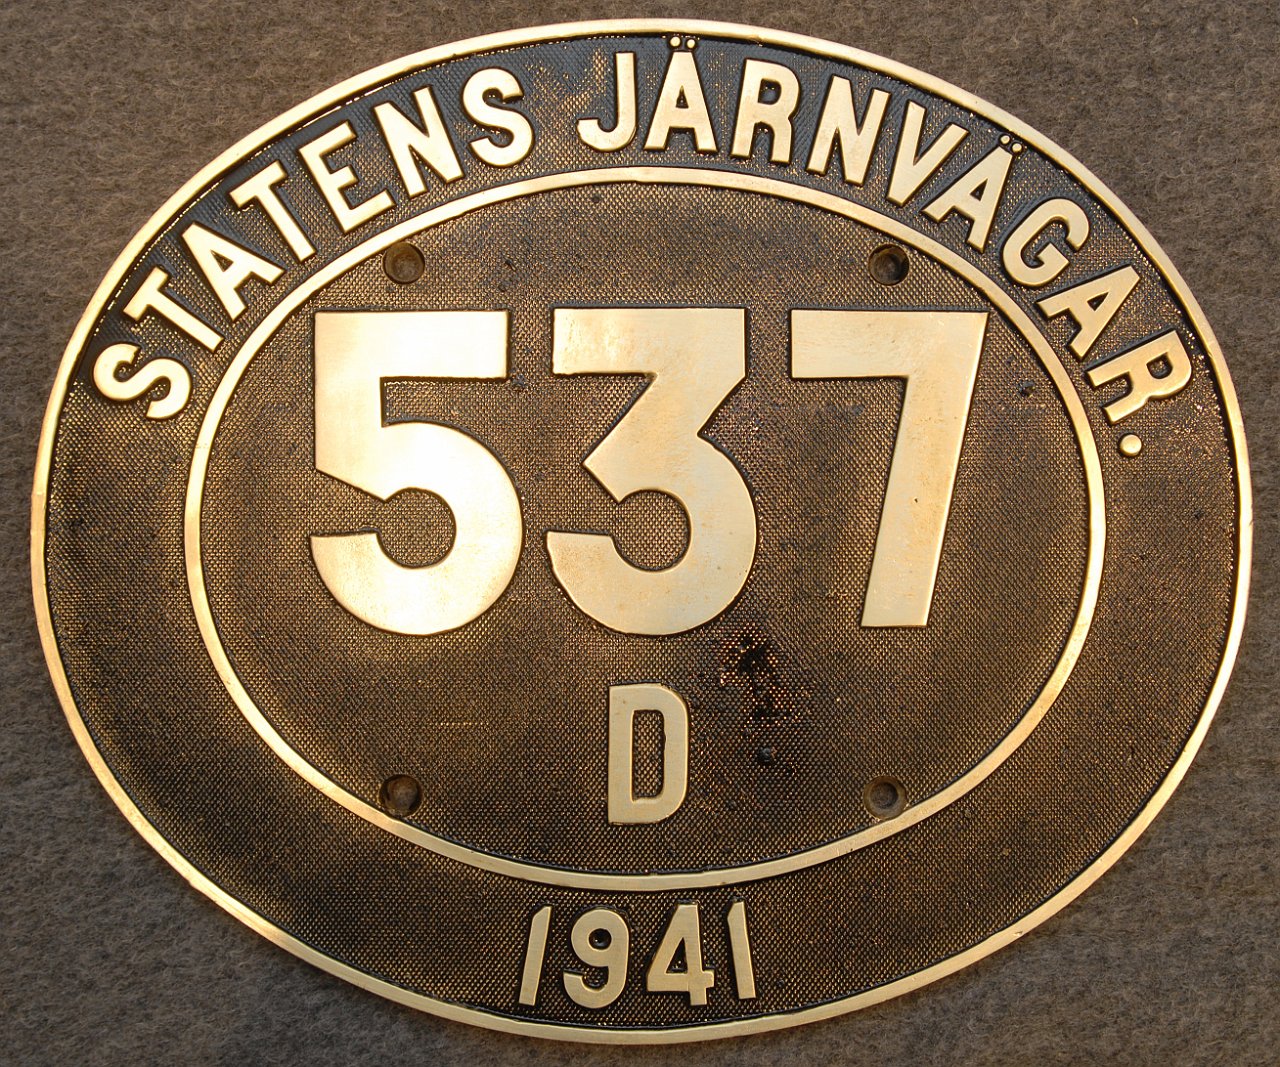 STATENS JÄRNVÄGAR.
537
D
1941